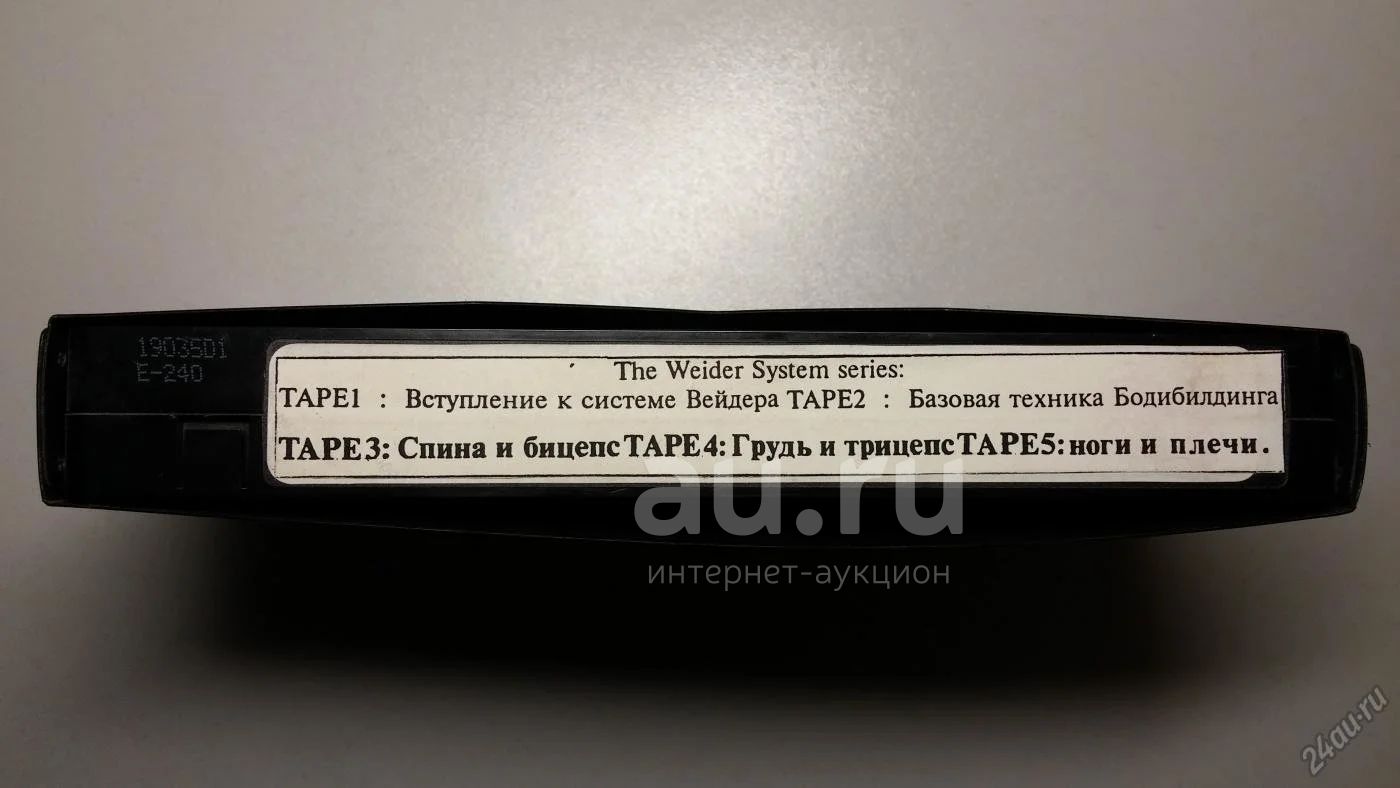 1903SD1
E-240
The Weider System series:
TAPE1 : Вступление к системе Вейдера TAPE2 : Базовая техника Бодибилдинга
TAPE3: Спина и бицепс TAPE4: Грудь и трицепс TAPE5: ноги и плечи.
au.ru
интернет-аукцион
24au.ru